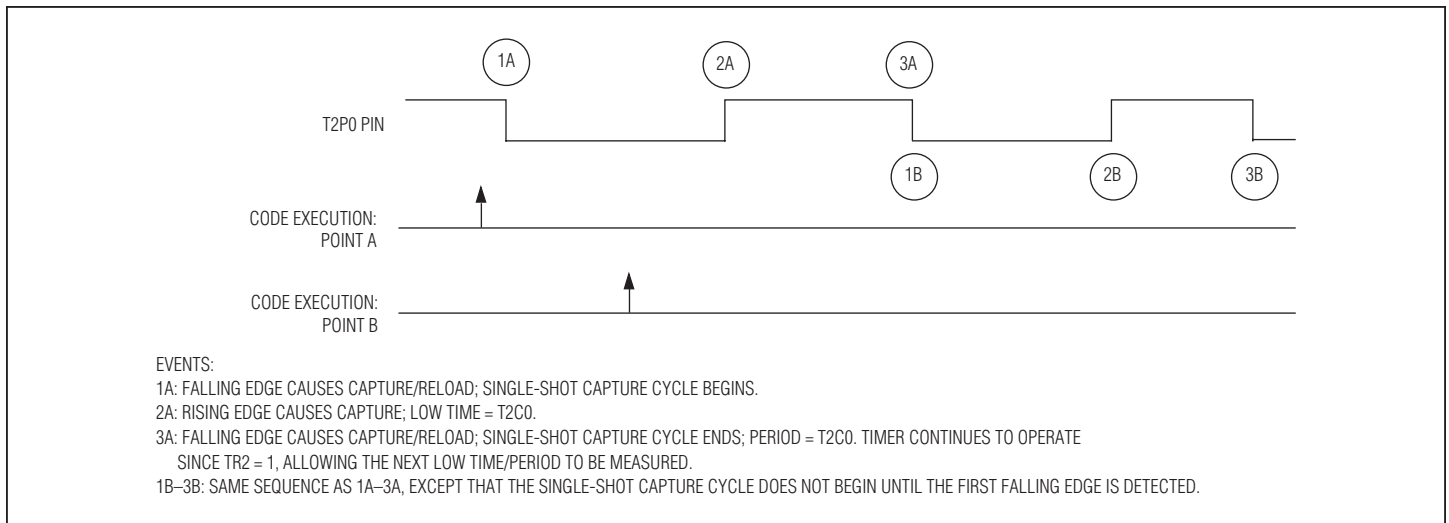 1A
2A
3A
T2P0 PIN
1B
2B
3B
CODE EXECUTION:
POINT A
CODE EXECUTION:
POINT B
EVENTS:
1A: FALLING EDGE CAUSES CAPTURE/RELOAD; SINGLE-SHOT CAPTURE CYCLE BEGINS.
2A: RISING EDGE CAUSES CAPTURE; LOW TIME = T2C0.
3A: FALLING EDGE CAUSES CAPTURE/RELOAD; SINGLE-SHOT CAPTURE CYCLE ENDS; PERIOD = T2C0. TIMER CONTINUES TO OPERATE
SINCE TR2 = 1, ALLOWING THE NEXT LOW TIME/PERIOD TO BE MEASURED.
1B–3B: SAME SEQUENCE AS 1A–3A, EXCEPT THAT THE SINGLE-SHOT CAPTURE CYCLE DOES NOT BEGIN UNTIL THE FIRST FALLING EDGE IS DETECTED.